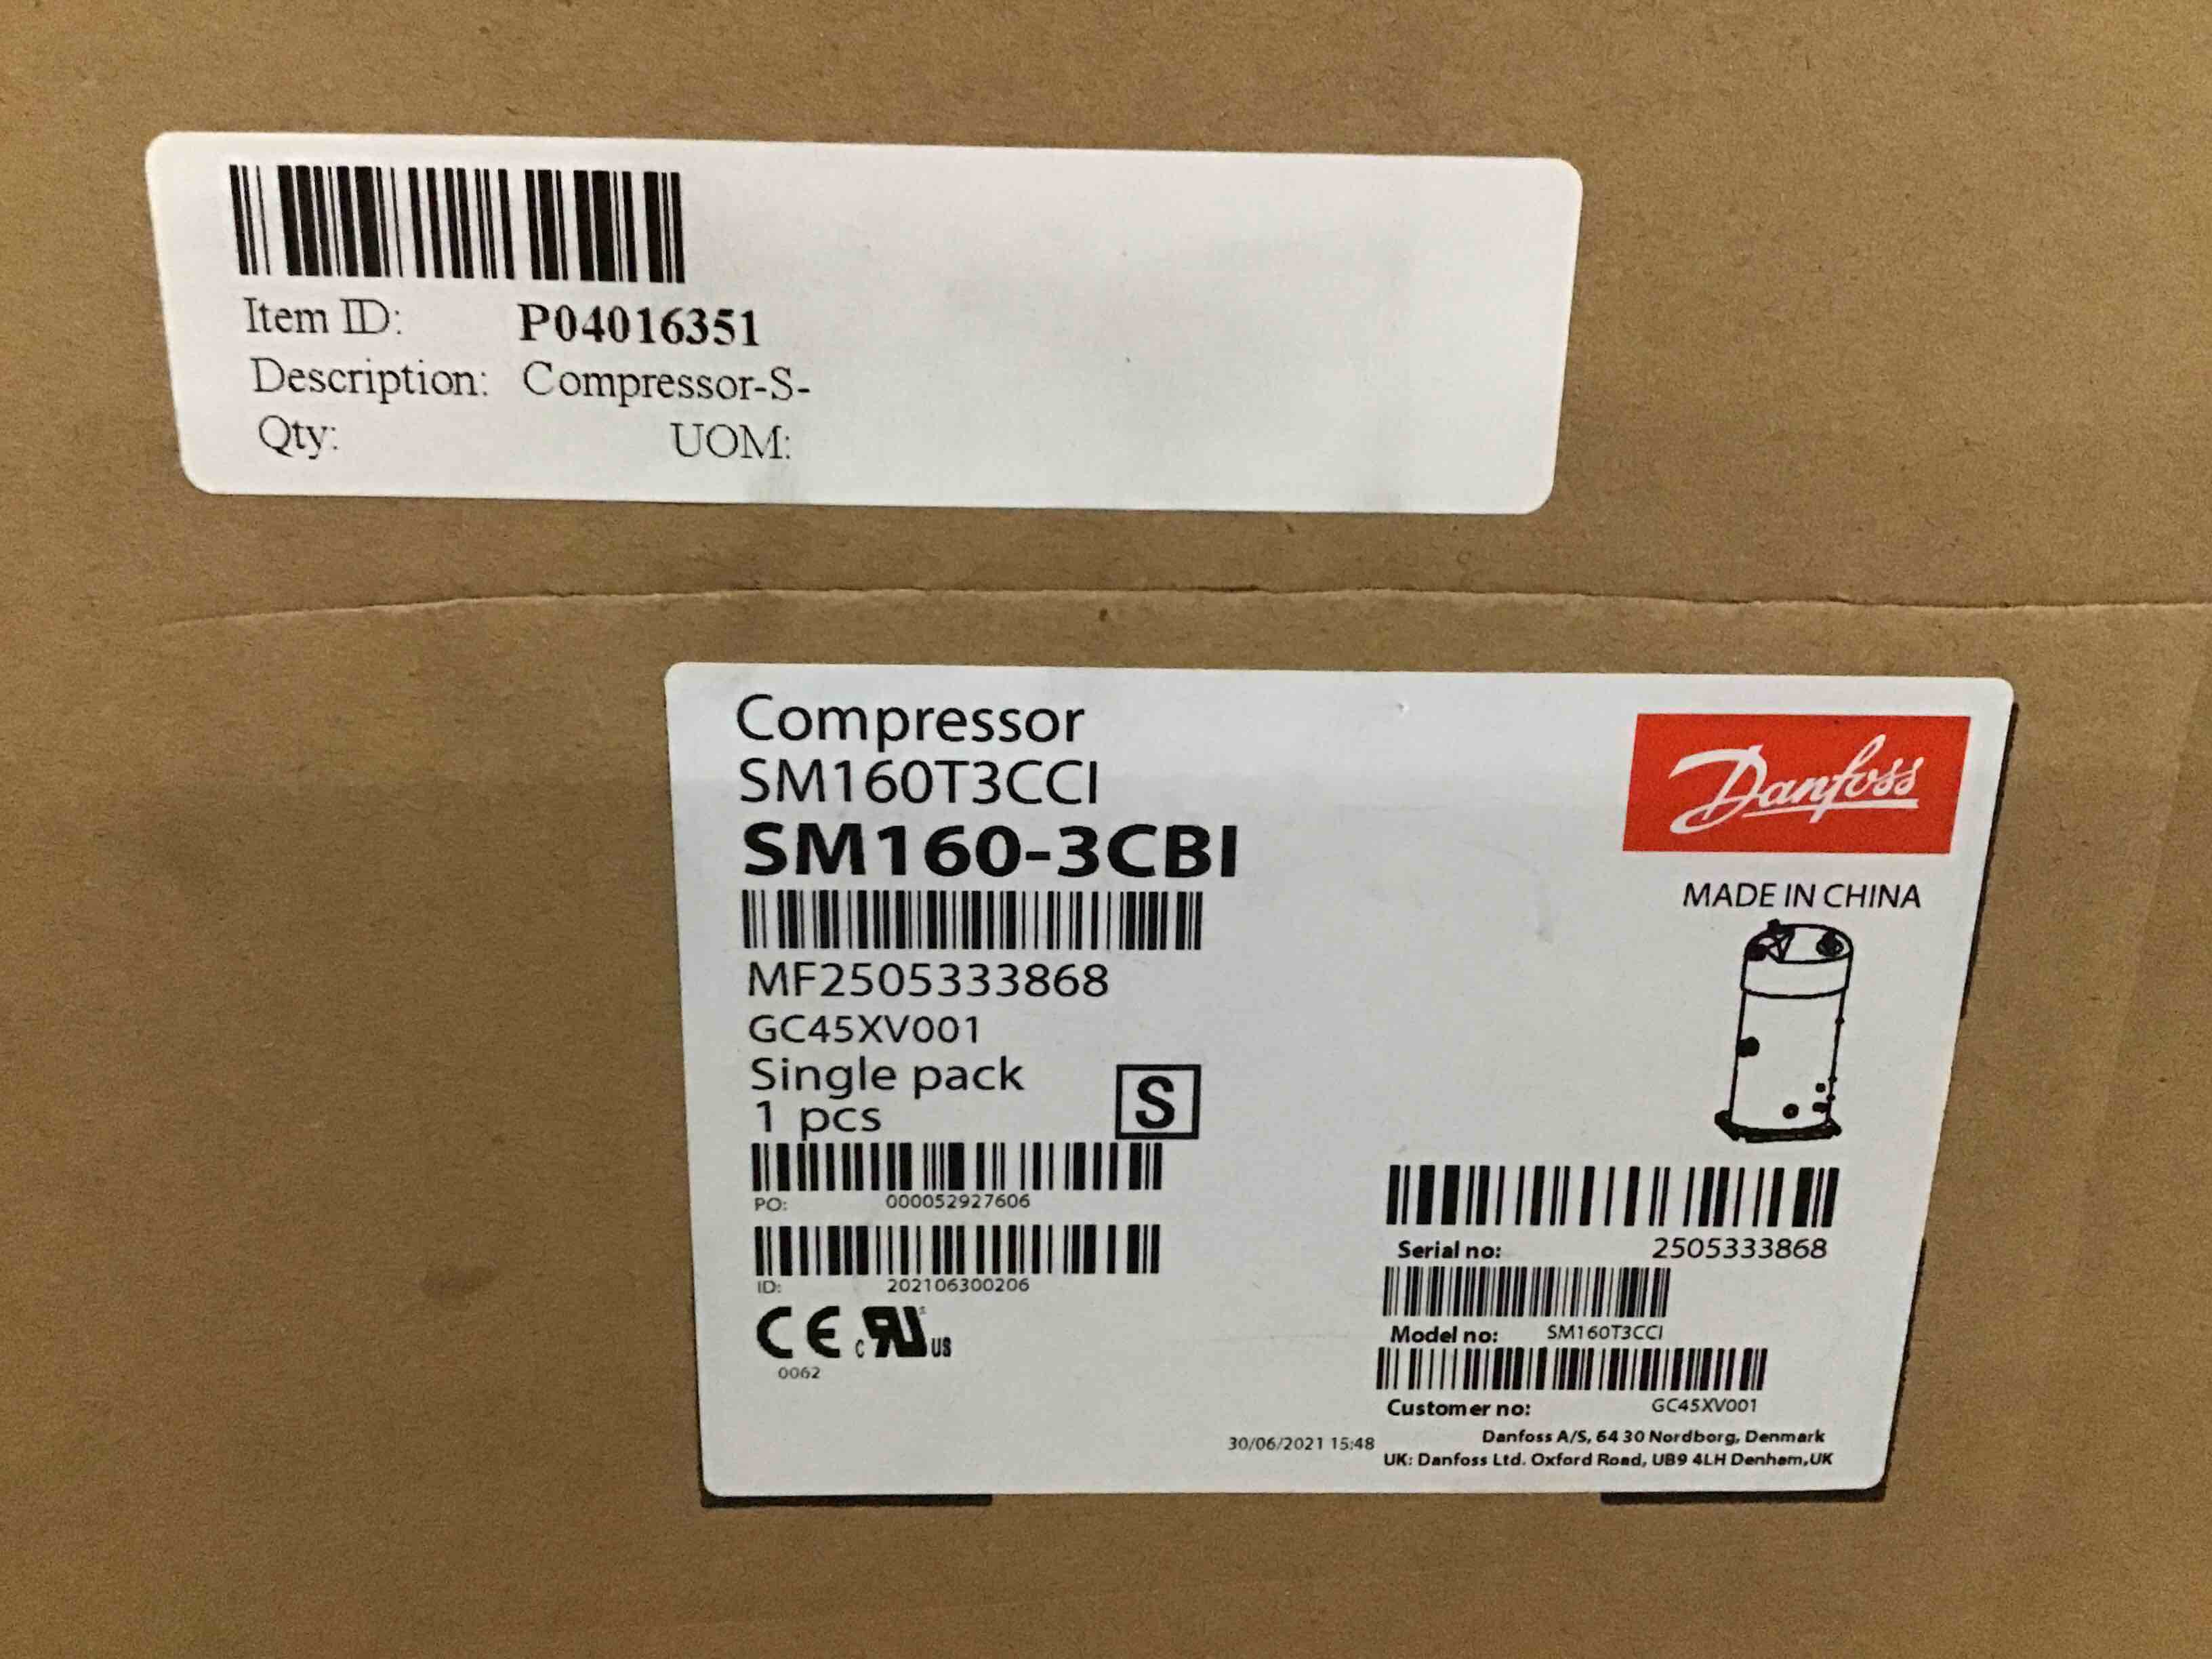 Item ID: P04016351
Description: Compressor-S-
Qty: UOM:
Compressor
SM160T3CCI
SM160-3CBI
MF2505333868
GC45XV001
Single pack
1 pcs
S
PO: 000052927606
ID: 202106300206
CE c RU US
0062
Danfoss
MADE IN CHINA
Serial no: 2505333868
Model no: SM160T3CCI
Customer no: GC45XV001
30/06/2021 15:48
Danfoss A/S, 64 30 Nordborg, Denmark
UK: Danfoss Ltd. Oxford Road, UB9 4LH Denham,UK